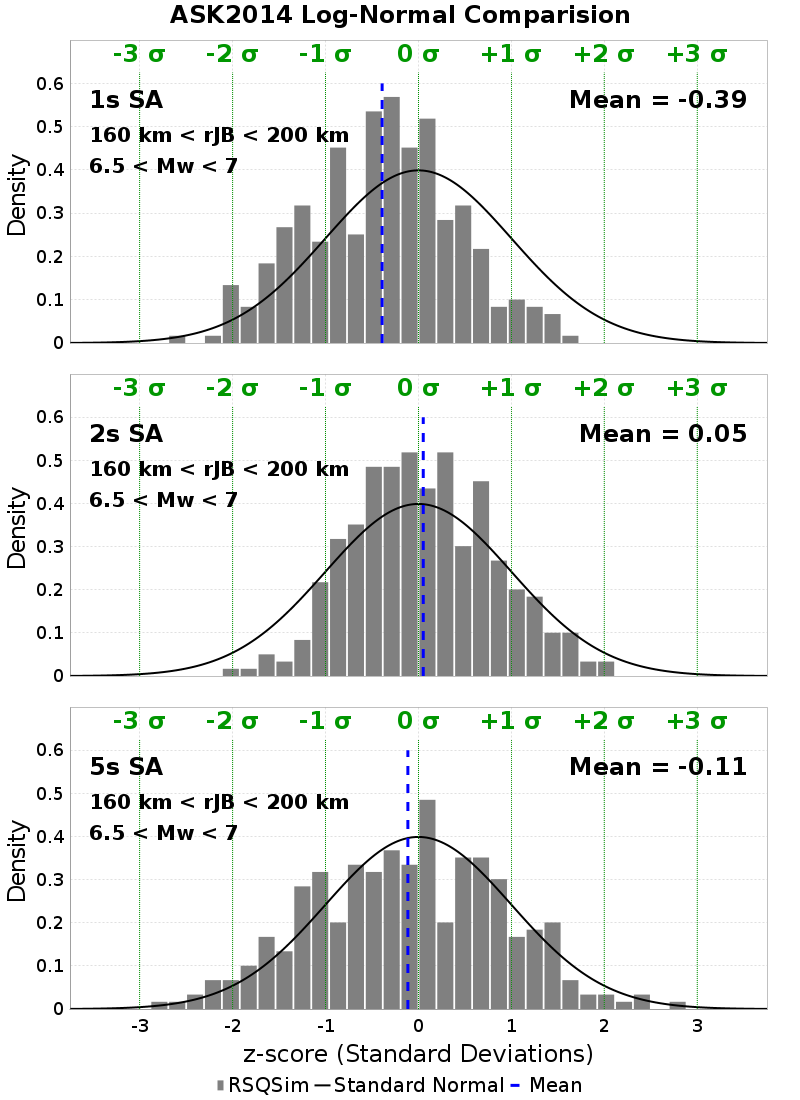 ASK2014 Log-Normal Comparision
-3 σ -2 σ -1 σ 0 σ +1 σ +2 σ +3 σ
0.6
1s SA Mean = -0.39
0.5
160 km < rJB < 200 km
6.5 < Mw < 7
0.4
0.3
0.2
0.1
0
Density
-3 σ -2 σ -1 σ 0 σ +1 σ +2 σ +3 σ
0.6
2s SA Mean = 0.05
0.5
160 km < rJB < 200 km
6.5 < Mw < 7
0.4
0.3
0.2
0.1
0
Density
-3 σ -2 σ -1 σ 0 σ +1 σ +2 σ +3 σ
0.6
5s SA Mean = -0.11
0.5
160 km < rJB < 200 km
6.5 < Mw < 7
0.4
0.3
0.2
0.1
0
Density
-3 -2 -1 0 1 2 3
z-score (Standard Deviations)
RSQSim Standard Normal Mean